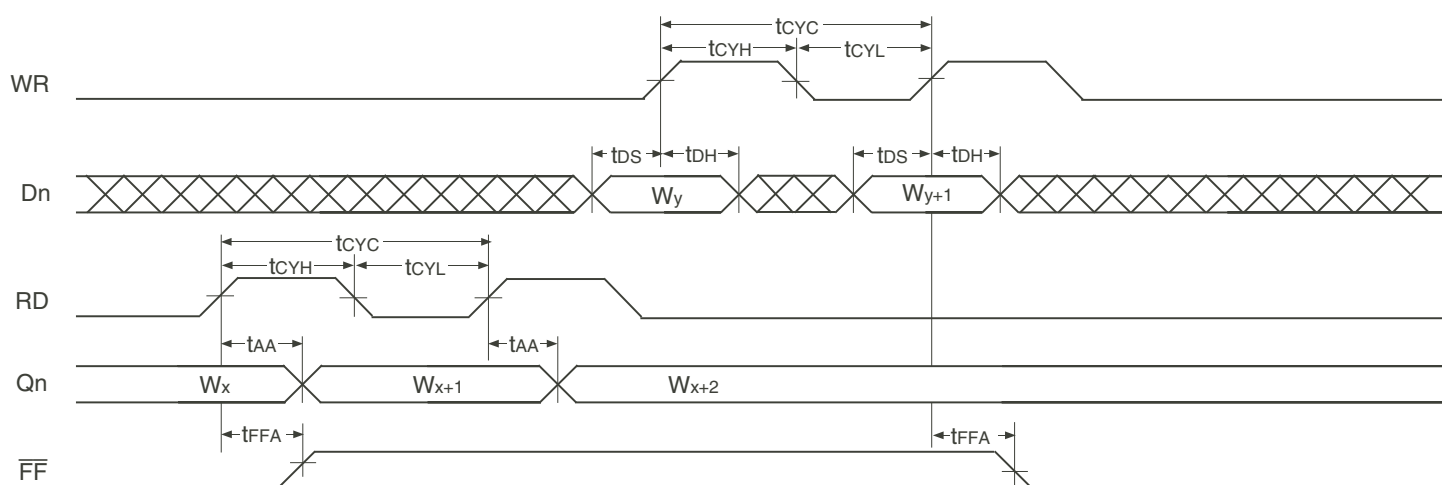 tCYC
tCYH tCYL
WR
tDS tDH tDS tDH
Dn Wy Wy+1
tCYC
tCYH tCYL
RD
tAA tAA
Qn Wx Wx+1 Wx+2
tFFA tFFA
F̅F̅